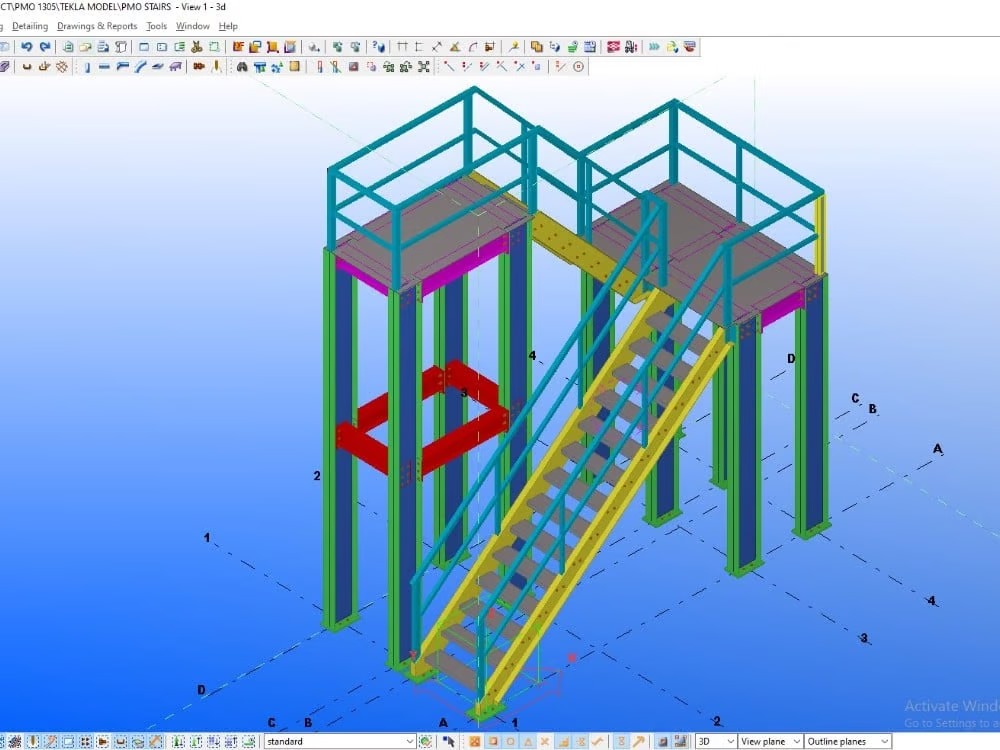 CT\PMO 1305\TEKLA MODEL\PMO STAIRS - View 1 - 3d
g Detailing Drawings & Reports Tools Window Help
4
D
3
C
B
A
2
1
4
3
D
C B A 1 2
Activate Wind
Go to Settings to a
standard
3D
View plane
Outline planes